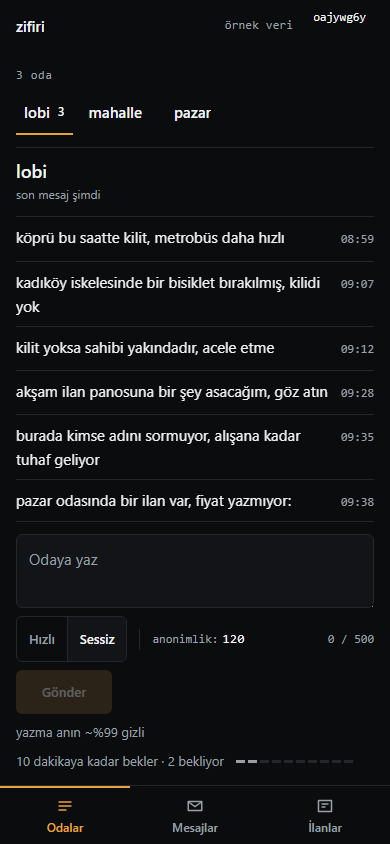 zifiri
örnek veri
oajywg6y
3 oda
lobi 3
mahalle
pazar
lobi
son mesaj şimdi
köprü bu saatte kilit, metrobüs daha hızlı
08:59
kadıköy iskelesinde bir bisiklet bırakılmış, kilidi
yok
09:07
kilit yoksa sahibi yakındadır, acele etme
09:12
akşam ilan panosuna bir şey asacağım, göz atın
09:28
burada kimse adını sormuyor, alışana kadar
tuhaf geliyor
09:35
pazar odasında bir ilan var, fiyat yazmıyor:
09:38
Odaya yaz
Hızlı
Sessiz
anonimlik: 120
0 / 500
Gönder
yazma anın ~%99 gizli
10 dakikaya kadar bekler · 2 bekliyor
Odalar
Mesajlar
İlanlar